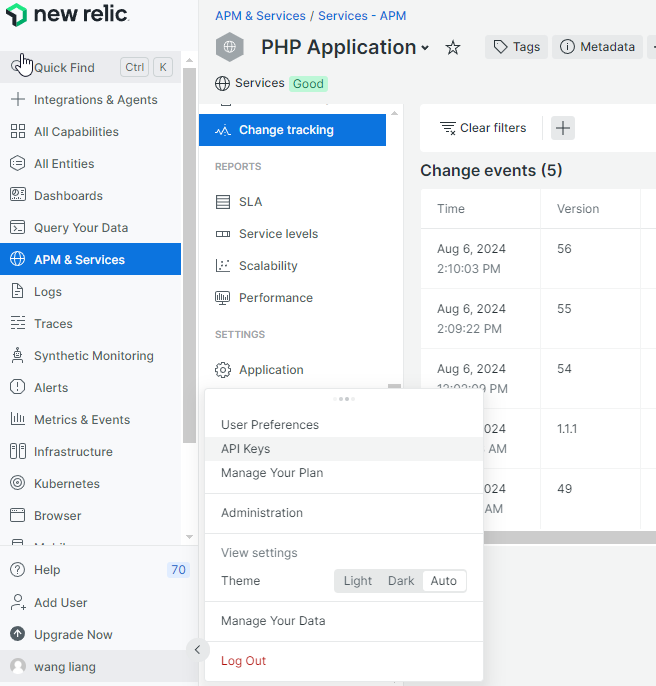 new relic
Quick Find Ctrl K
Integrations & Agents
All Capabilities
All Entities
Dashboards
Query Your Data
APM & Services
Logs
Traces
Synthetic Monitoring
Alerts
Metrics & Events
Infrastructure
Kubernetes
Browser
Help 70
Add User
Upgrade Now
wang liang
APM & Services / Services - APM
PHP Application
Tags
Metadata
Services Good
Change tracking
REPORTS
SLA
Service levels
Scalability
Performance
SETTINGS
Application
User Preferences
API Keys
Manage Your Plan
Administration
View settings
Theme Light Dark Auto
Manage Your Data
Log Out
Clear filters
Change events (5)
Time Version
Aug 6, 2024 56
2:10:03 PM
Aug 6, 2024 55
2:09:22 PM
Aug 6, 2024 54
PM
024 1.1.1
AM
024 49
AM